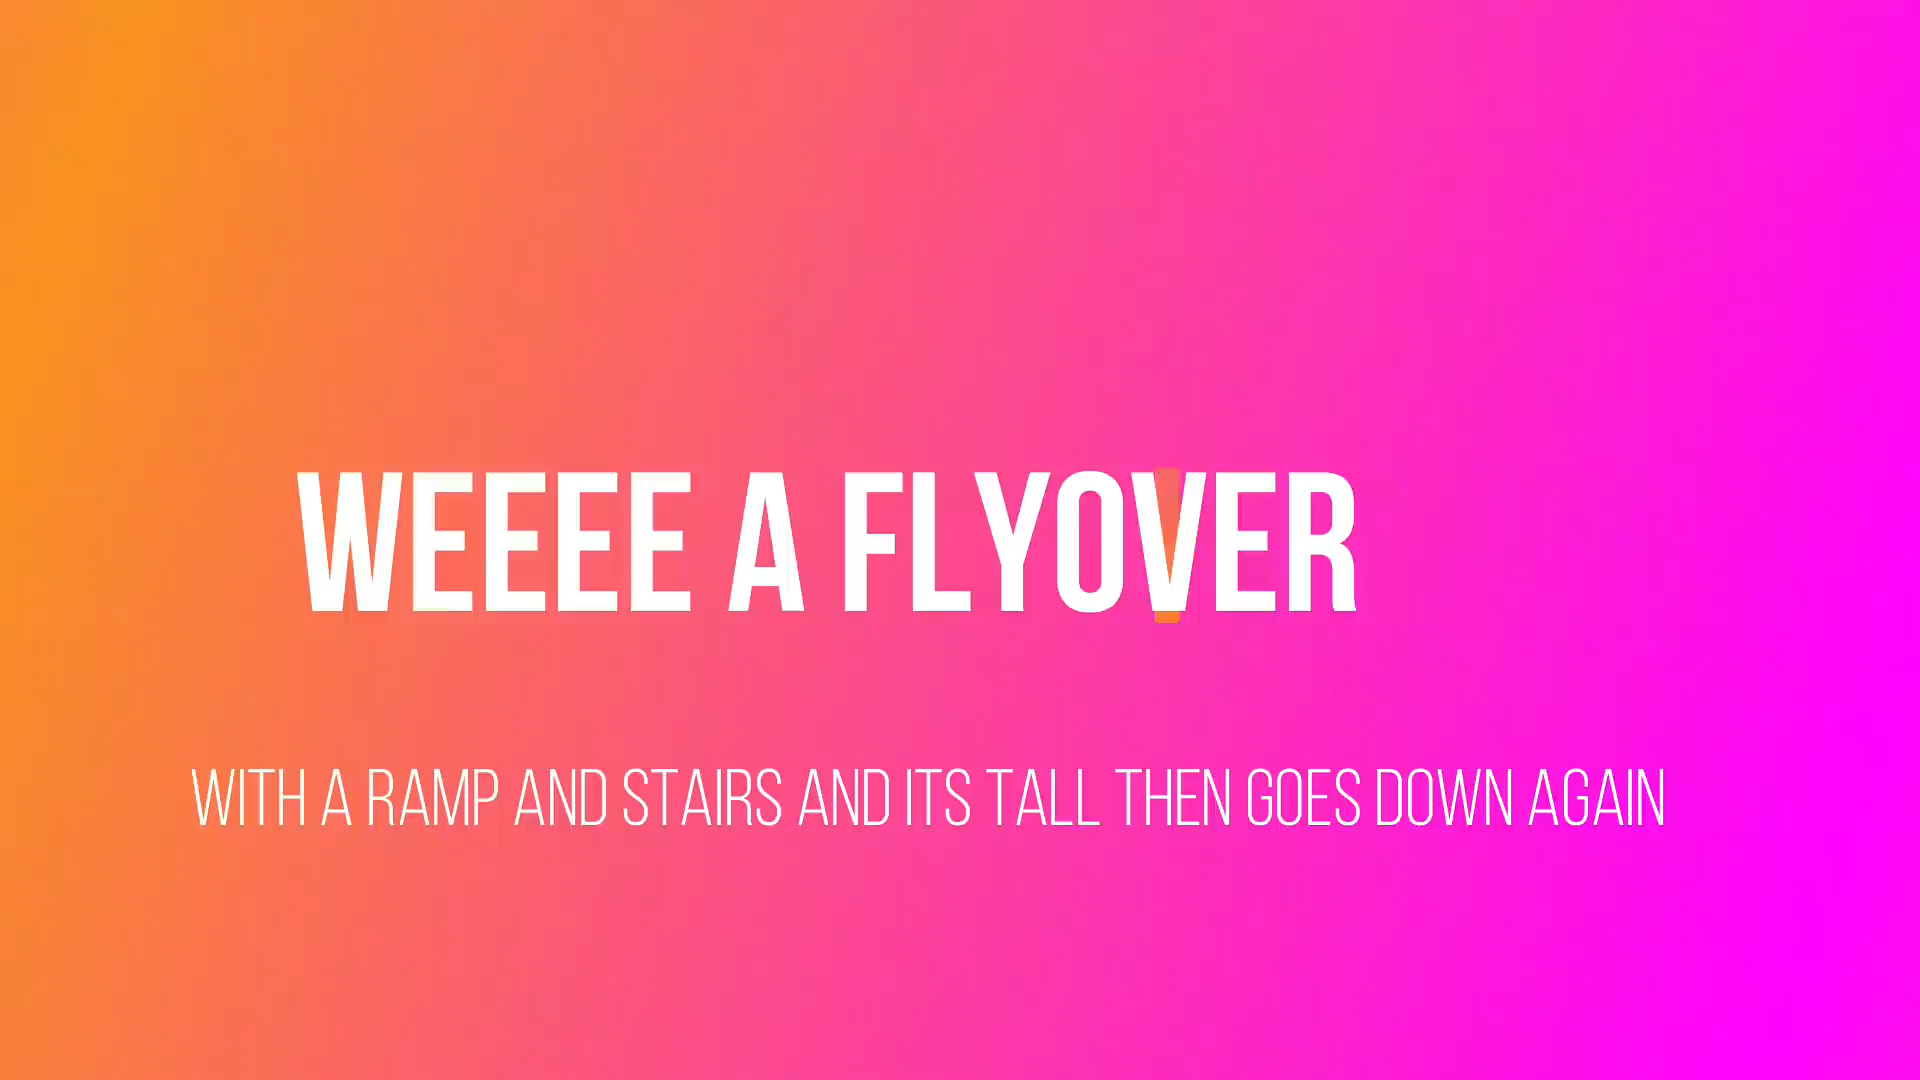 WEEEE A FLYOVER
WITH A RAMP AND STAIRS AND ITS TALL THEN GOES DOWN AGAIN